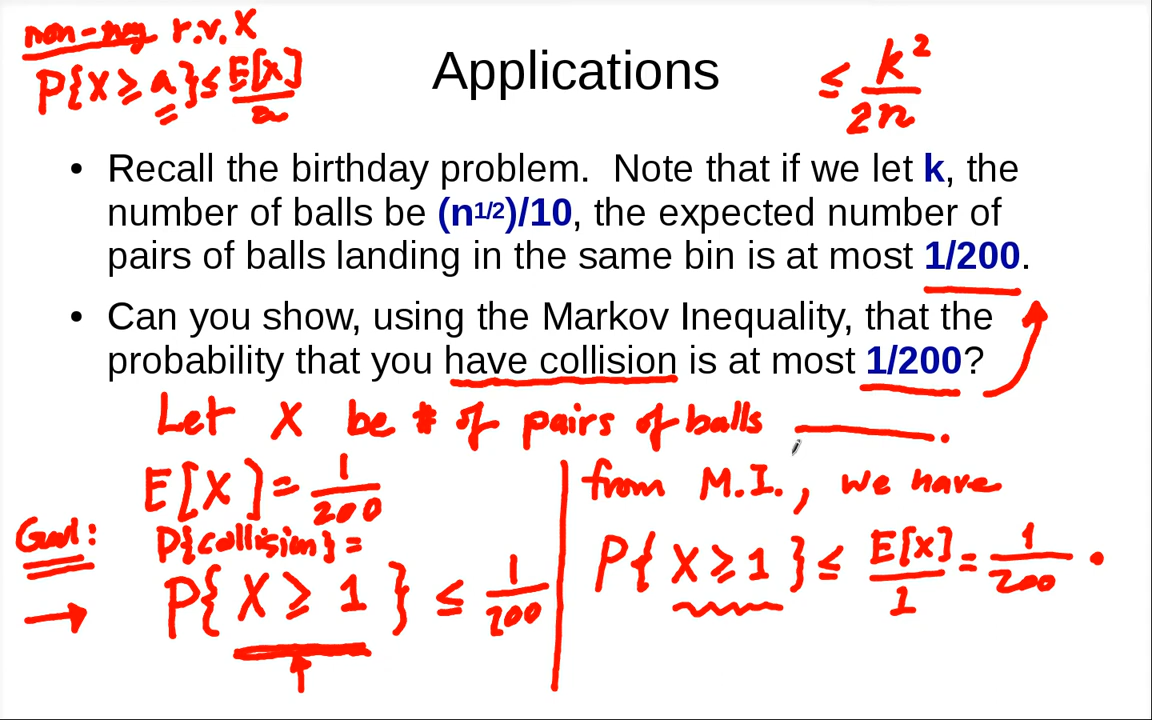 non-neg r.v. X
P{X ≥ a} ≤ E[X]/a
Applications
≤ k²/2n
• Recall the birthday problem. Note that if we let k, the
number of balls be (n1/2)/10, the expected number of
pairs of balls landing in the same bin is at most 1/200.
• Can you show, using the Markov Inequality, that the
probability that you have collision is at most 1/200?
Let X be # of pairs of balls ______.
E[X] = 1/200
Goal: P{collision} =
→ P{X ≥ 1} ≤ 1/200
from M.I., we have
P{X ≥ 1} ≤ E[X]/1 = 1/200.